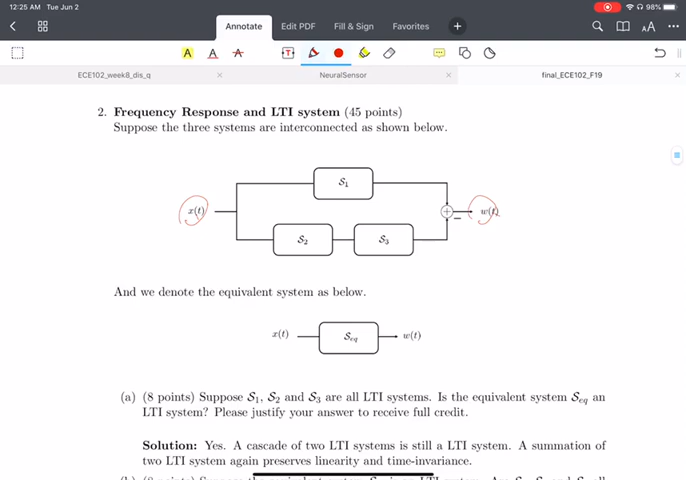 12:25 AM Tue Jun 2
98%
Annotate Edit PDF Fill & Sign Favorites +
AA
A A A T
ECE102_week8_dis_q × NeuralSensor × final_ECE102_F19 ×
2. Frequency Response and LTI system (45 points)
Suppose the three systems are interconnected as shown below.
S1
x(t) + w(t)
−
S2 S3
And we denote the equivalent system as below.
x(t) Seq w(t)
(a) (8 points) Suppose S1, S2 and S3 are all LTI systems. Is the equivalent system Seq an
LTI system? Please justify your answer to receive full credit.
Solution: Yes. A cascade of two LTI systems is still a LTI system. A summation of
two LTI system again preserves linearity and time-invariance.